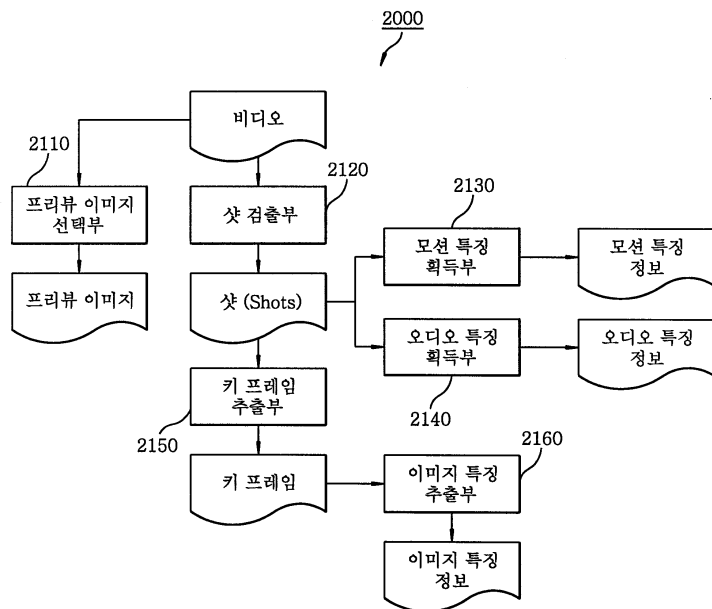 2000
비디오
2110
2120
프리뷰 이미지
선택부
샷 검출부
2130
모션 특징
획득부
모션 특징
정보
프리뷰 이미지
샷 (Shots)
오디오 특징
획득부
오디오 특징
정보
2140
키 프레임
추출부
2150
키 프레임
2160
이미지 특징
추출부
이미지 특징
정보